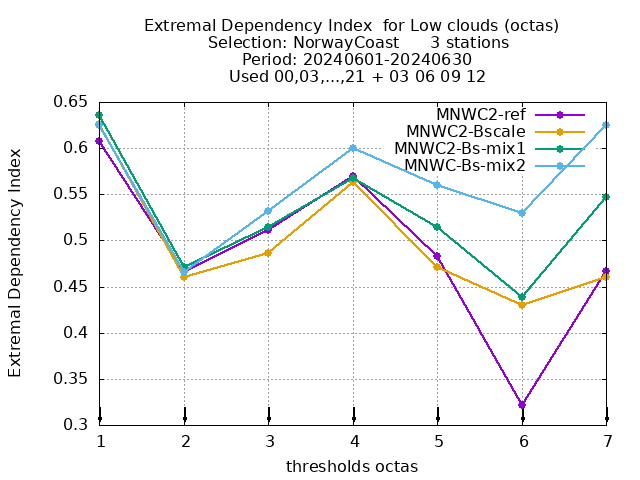 Extremal Dependency Index  for Low clouds (octas)
Selection: NorwayCoast      3 stations
Period: 20240601-20240630
Used 00,03,...,21 + 03 06 09 12
MNWC2-ref
MNWC2-Bscale
MNWC2-Bs-mix1
MNWC-Bs-mix2
Extremal Dependency Index
0.65
0.6
0.55
0.5
0.45
0.4
0.35
0.3
1 2 3 4 5 6 7
thresholds octas